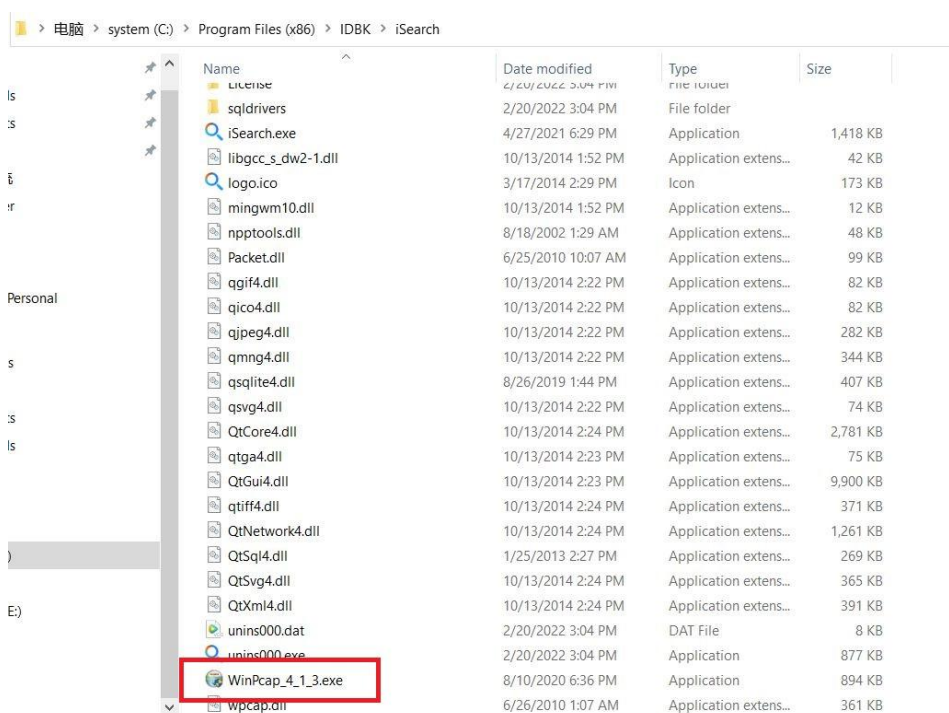 电脑 > system (C:) > Program Files (x86) > IDBK > iSearch
Name Date modified Type Size
License 2/20/2022 3:04 PM File folder
sqldrivers 2/20/2022 3:04 PM File folder
iSearch.exe 4/27/2021 6:29 PM Application 1,418 KB
libgcc_s_dw2-1.dll 10/13/2014 1:52 PM Application extens... 42 KB
logo.ico 3/17/2014 2:29 PM Icon 173 KB
mingwm10.dll 10/13/2014 1:52 PM Application extens... 12 KB
npptools.dll 8/18/2002 1:29 AM Application extens... 48 KB
Packet.dll 6/25/2010 10:07 AM Application extens... 99 KB
qgif4.dll 10/13/2014 2:22 PM Application extens... 82 KB
Personal qico4.dll 10/13/2014 2:22 PM Application extens... 82 KB
qjpeg4.dll 10/13/2014 2:22 PM Application extens... 282 KB
qmng4.dll 10/13/2014 2:22 PM Application extens... 344 KB
qsqlite4.dll 8/26/2019 1:44 PM Application extens... 407 KB
qsvg4.dll 10/13/2014 2:22 PM Application extens... 74 KB
QtCore4.dll 10/13/2014 2:24 PM Application extens... 2,781 KB
qtga4.dll 10/13/2014 2:23 PM Application extens... 75 KB
QtGui4.dll 10/13/2014 2:23 PM Application extens... 9,900 KB
qtiff4.dll 10/13/2014 2:24 PM Application extens... 371 KB
QtNetwork4.dll 10/13/2014 2:24 PM Application extens... 1,261 KB
QtSql4.dll 1/25/2013 2:27 PM Application extens... 269 KB
QtSvg4.dll 10/13/2014 2:24 PM Application extens... 365 KB
E:) QtXml4.dll 10/13/2014 2:24 PM Application extens... 391 KB
unins000.dat 2/20/2022 3:04 PM DAT File 8 KB
unins000.exe 2/20/2022 3:04 PM Application 877 KB
WinPcap_4_1_3.exe 8/10/2020 6:36 PM Application 894 KB
wpcap.dll 6/26/2010 1:07 AM Application extens... 361 KB